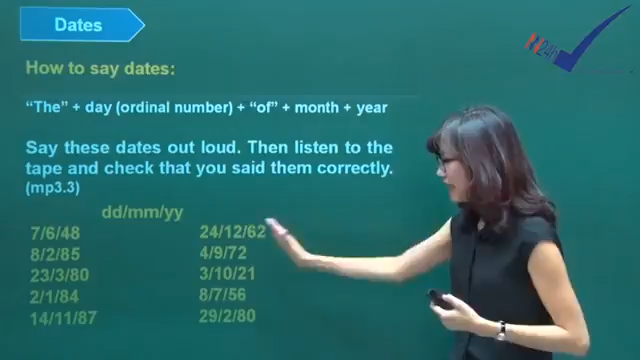 Dates
H24h
How to say dates:
“The” + day (ordinal number) + “of” + month + year
Say these dates out loud. Then listen to the
tape and check that you said them correctly.
(mp3.3)
dd/mm/yy
7/6/48 24/12/62
8/2/85 4/9/72
23/3/80 3/10/21
2/1/84 8/7/56
14/11/87 29/2/80